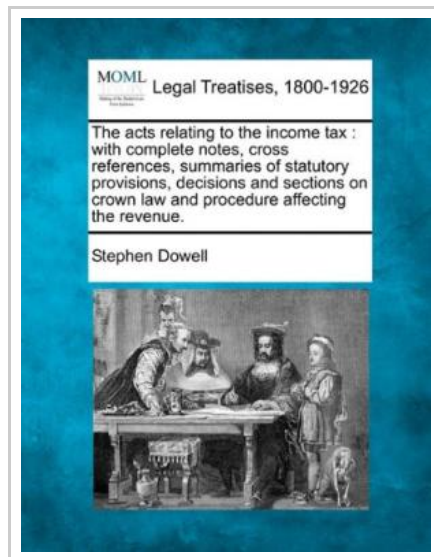 MOML
Legal Treatises, 1800-1926
The acts relating to the income tax :
with complete notes, cross
references, summaries of statutory
provisions, decisions and sections on
crown law and procedure affecting
the revenue.
Stephen Dowell